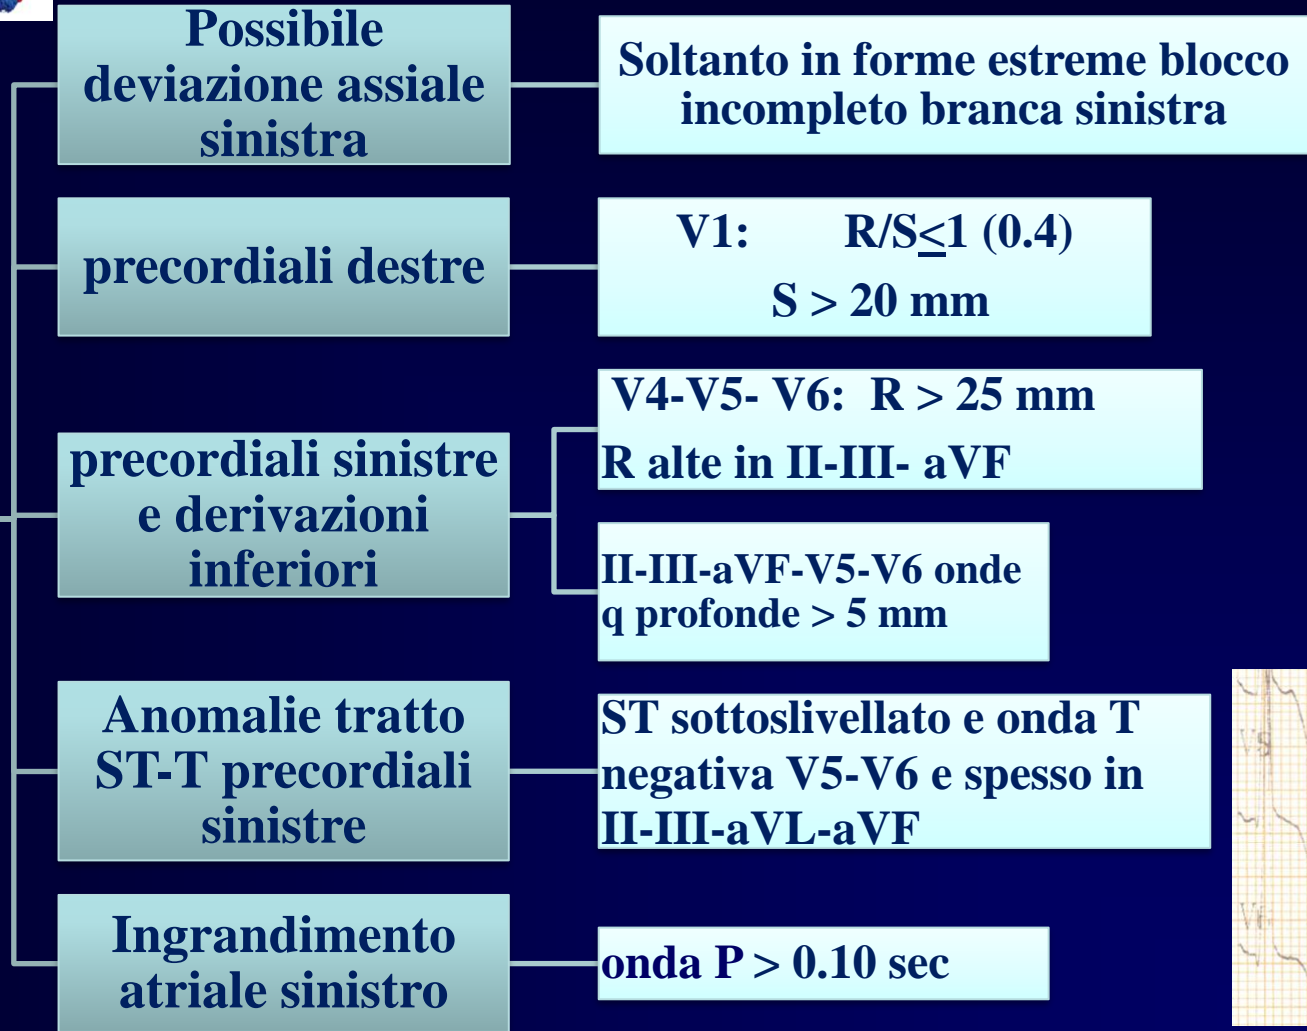 Possibile
deviazione assiale
sinistra
Soltanto in forme estreme blocco
incompleto branca sinistra
precordiali destre
V1: R/S<1 (0.4)
S > 20 mm
precordiali sinistre
e derivazioni
inferiori
V4-V5- V6: R > 25 mm
R alte in II-III- aVF
II-III-aVF-V5-V6 onde
q profonde > 5 mm
Anomalie tratto
ST-T precordiali
sinistre
ST sottoslivellato e onda T
negativa V5-V6 e spesso in
II-III-aVL-aVF
Ingrandimento
atriale sinistro
onda P > 0.10 sec
V5